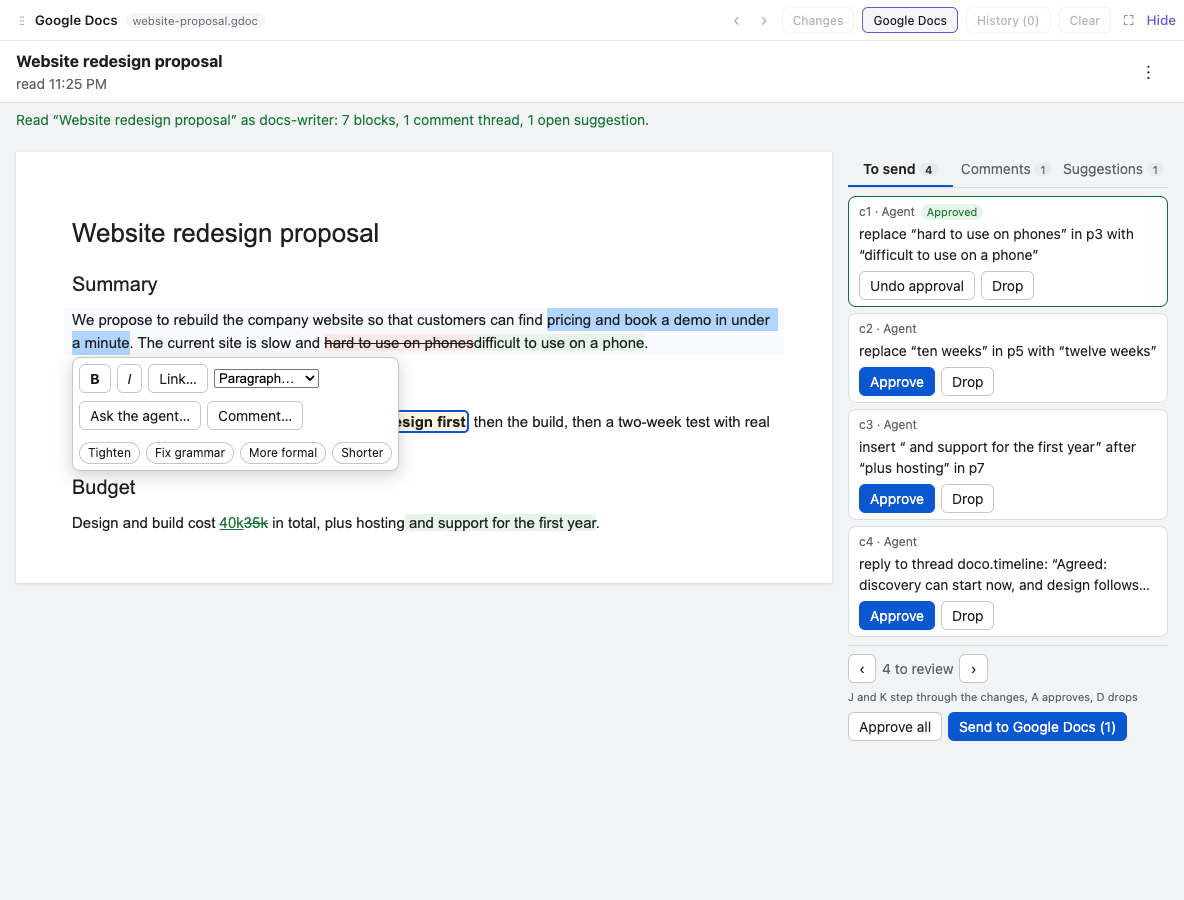 Google Docs website-proposal.gdoc ‹ › Changes Google Docs History (0) Clear Hide
Website redesign proposal
read 11:25 PM
Read “Website redesign proposal” as docs-writer: 7 blocks, 1 comment thread, 1 open suggestion.
Website redesign proposal
Summary
We propose to rebuild the company website so that customers can find pricing and book a demo in under
a minute. The current site is slow and hard to use on phonesdifficult to use on a phone.
B I Link... Paragraph...
Ask the agent... Comment...
Tighten Fix grammar More formal Shorter
first then the build, then a two-week test with real
Budget
Design and build cost 40k35k in total, plus hosting and support for the first year.
To send 4 Comments 1 Suggestions 1
c1 · Agent Approved
replace “hard to use on phones” in p3 with
“difficult to use on a phone”
Undo approval Drop
c2 · Agent
replace “ten weeks” in p5 with “twelve weeks”
Approve Drop
c3 · Agent
insert “ and support for the first year” after
“plus hosting” in p7
Approve Drop
c4 · Agent
reply to thread doco.timeline: “Agreed:
discovery can start now, and design follows...
Approve Drop
‹ 4 to review ›
J and K step through the changes, A approves, D drops
Approve all Send to Google Docs (1)